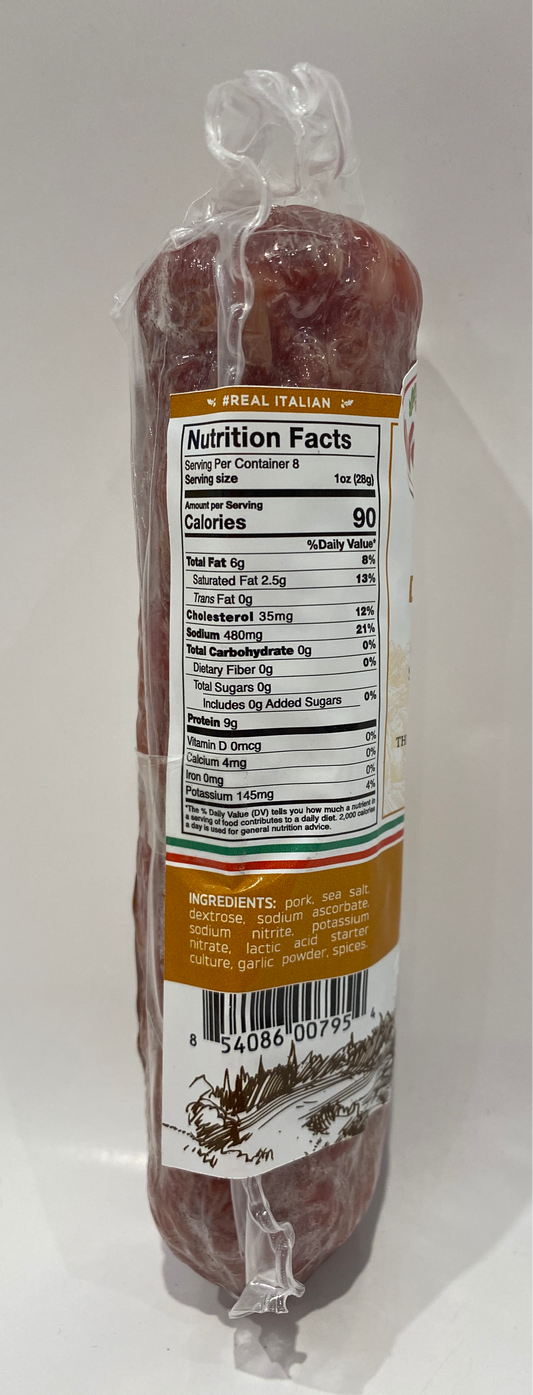 #REAL ITALIAN
Nutrition Facts
Serving Per Container 8
Serving size 1oz (28g)
Amount per Serving
Calories 90
%Daily Value*
Total Fat 6g 8%
Saturated Fat 2.5g 13%
Trans Fat 0g
Cholesterol 35mg 12%
Sodium 480mg 21%
Total Carbohydrate 0g 0%
Dietary Fiber 0g 0%
Total Sugars 0g
Includes 0g Added Sugars 0%
Protein 9g
Vitamin D 0mcg 0%
Calcium 4mg 0%
Iron 0mg 0%
Potassium 145mg 4%
*The % Daily Value (DV) tells you how much a nutrient in
a serving of food contributes to a daily diet. 2,000 calories
a day is used for general nutrition advice.
INGREDIENTS: pork, sea salt,
dextrose, sodium ascorbate,
sodium nitrite, potassium
nitrate, lactic acid starter
culture, garlic powder, spices.
8 54086 00795 4
TH